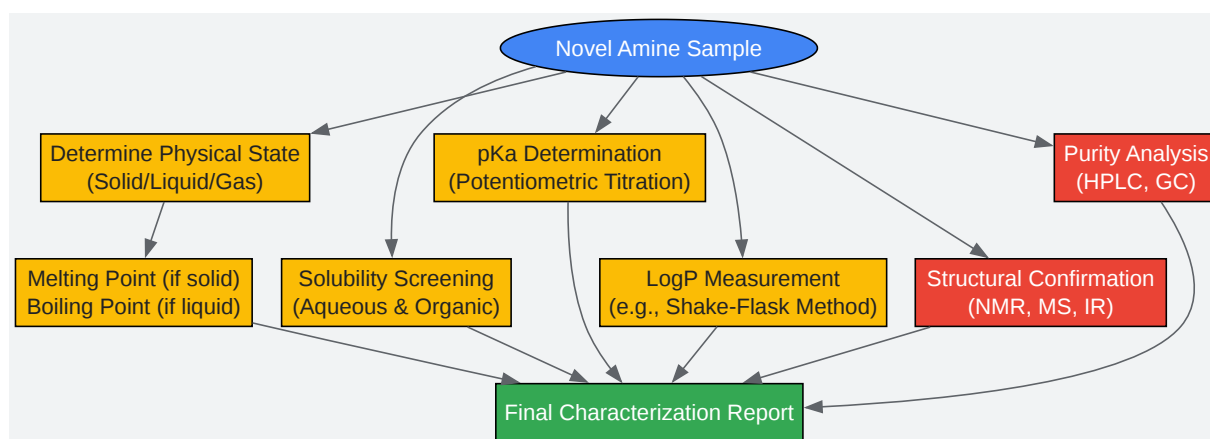 Novel Amine Sample
Determine Physical State
(Solid/Liquid/Gas)
pKa Determination
(Potentiometric Titration)
Purity Analysis
(HPLC, GC)
Melting Point (if solid)
Boiling Point (if liquid)
Solubility Screening
(Aqueous & Organic)
LogP Measurement
(e.g., Shake-Flask Method)
Structural Confirmation
(NMR, MS, IR)
Final Characterization Report